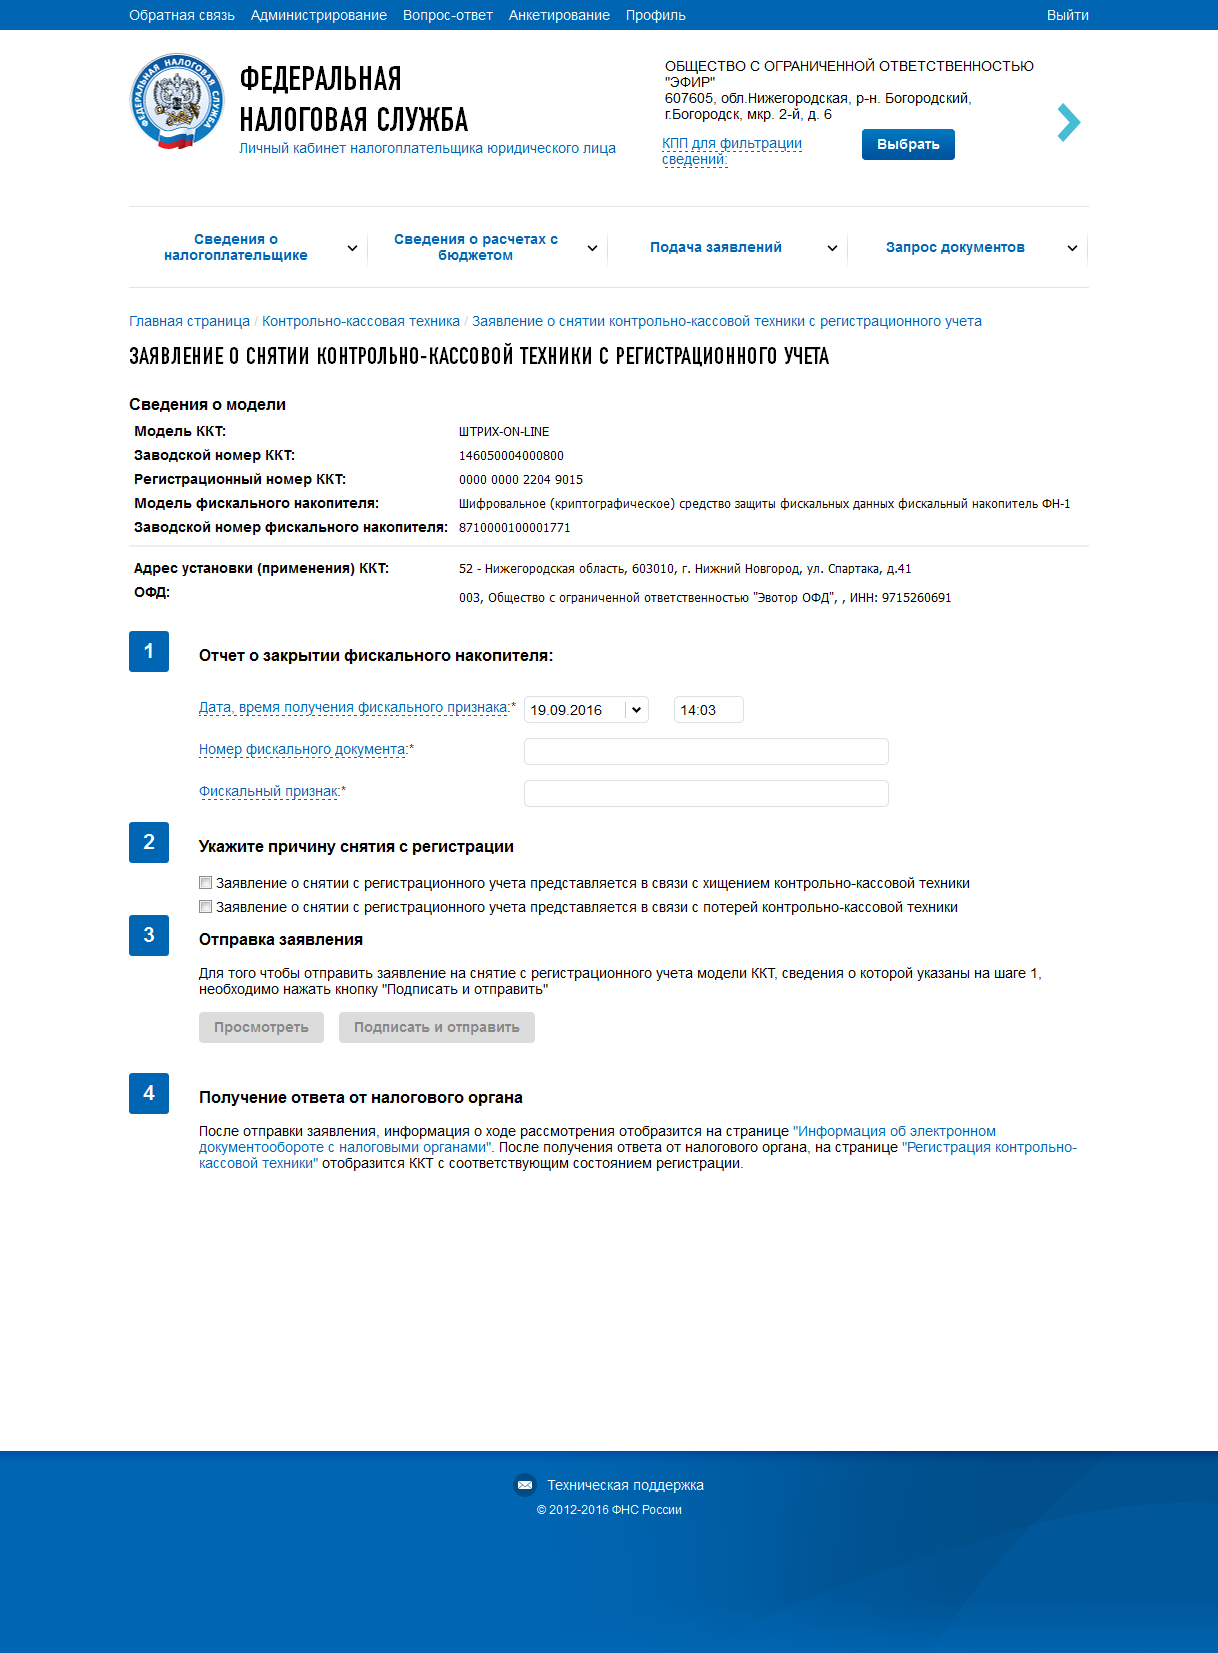 Обратная связь Администрирование Вопрос-ответ Анкетирование Профиль Выйти
ФЕДЕРАЛЬНАЯ НАЛОГОВАЯ СЛУЖБА
ФЕДЕРАЛЬНАЯ
НАЛОГОВАЯ СЛУЖБА
Личный кабинет налогоплательщика юридического лица
ОБЩЕСТВО С ОГРАНИЧЕННОЙ ОТВЕТСТВЕННОСТЬЮ
"ЭФИР"
607605, обл.Нижегородская, р-н. Богородский,
г.Богородск, мкр. 2-й, д. 6
КПП для фильтрации
сведений:
Выбрать
Сведения о
налогоплательщике
Сведения о расчетах с
бюджетом
Подача заявлений
Запрос документов
Главная страница / Контрольно-кассовая техника / Заявление о снятии контрольно-кассовой техники с регистрационного учета
ЗАЯВЛЕНИЕ О СНЯТИИ КОНТРОЛЬНО-КАССОВОЙ ТЕХНИКИ С РЕГИСТРАЦИОННОГО УЧЕТА
Сведения о модели
Модель ККТ: ШТРИХ-ON-LINE
Заводской номер ККТ: 146050004000800
Регистрационный номер ККТ: 0000 0000 2204 9015
Модель фискального накопителя: Шифровальное (криптографическое) средство защиты фискальных данных фискальный накопитель ФН-1
Заводской номер фискального накопителя: 8710000100001771
Адрес установки (применения) ККТ: 52 - Нижегородская область, 603010, г. Нижний Новгород, ул. Спартака, д.41
ОФД: 003, Общество с ограниченной ответственностью "Эвотор ОФД", , ИНН: 9715260691
1 Отчет о закрытии фискального накопителя:
Дата, время получения фискального признака:* 19.09.2016 14:03
Номер фискального документа:*
Фискальный признак:*
2 Укажите причину снятия с регистрации
Заявление о снятии с регистрационного учета представляется в связи с хищением контрольно-кассовой техники
Заявление о снятии с регистрационного учета представляется в связи с потерей контрольно-кассовой техники
3 Отправка заявления
Для того чтобы отправить заявление на снятие с регистрационного учета модели ККТ, сведения о которой указаны на шаге 1,
необходимо нажать кнопку "Подписать и отправить"
Просмотреть Подписать и отправить
4 Получение ответа от налогового органа
После отправки заявления, информация о ходе рассмотрения отобразится на странице "Информация об электронном
документообороте с налоговыми органами". После получения ответа от налогового органа, на странице "Регистрация контрольно-
кассовой техники" отобразится ККТ с соответствующим состоянием регистрации.
Техническая поддержка
© 2012-2016 ФНС России